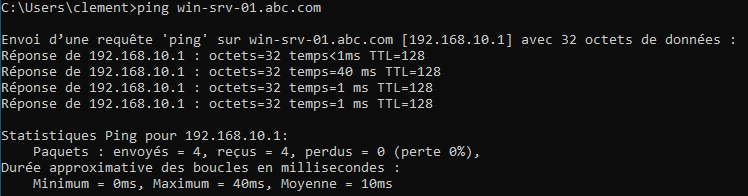 C:\Users\clement>ping win-srv-01.abc.com
Envoi d’une requête 'ping' sur win-srv-01.abc.com [192.168.10.1] avec 32 octets de données :
Réponse de 192.168.10.1 : octets=32 temps<1ms TTL=128
Réponse de 192.168.10.1 : octets=32 temps=40 ms TTL=128
Réponse de 192.168.10.1 : octets=32 temps=1 ms TTL=128
Réponse de 192.168.10.1 : octets=32 temps=1 ms TTL=128
Statistiques Ping pour 192.168.10.1:
Paquets : envoyés = 4, reçus = 4, perdus = 0 (perte 0%),
Durée approximative des boucles en millisecondes :
Minimum = 0ms, Maximum = 40ms, Moyenne = 10ms